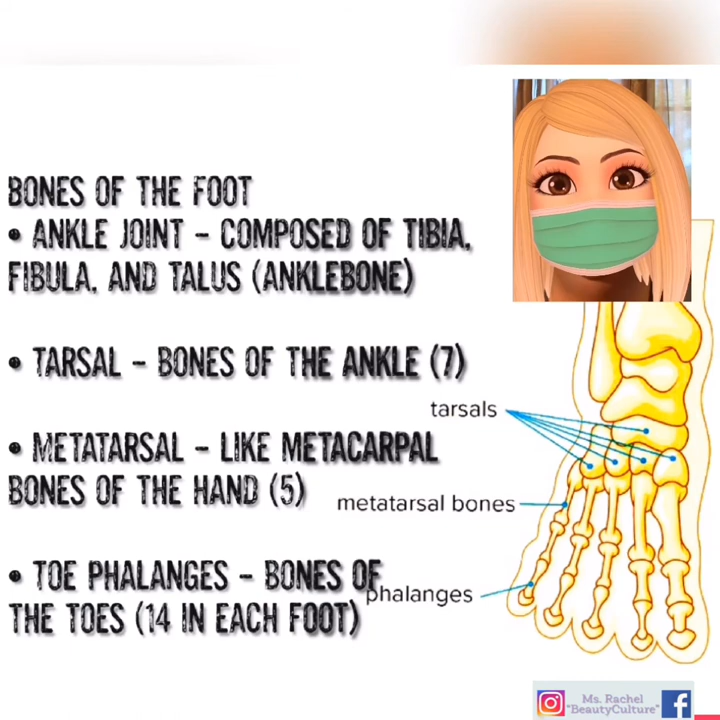 BONES OF THE FOOT
• ANKLE JOINT – COMPOSED OF TIBIA,
FIBULA, AND TALUS (ANKLEBONE)
• TARSAL – BONES OF THE ANKLE (7)
• METATARSAL – LIKE METACARPAL
BONES OF THE HAND (5)
• TOE PHALANGES – BONES OF
THE TOES (14 IN EACH FOOT)
tarsals
metatarsal bones
phalanges
Ms. Rachel
"BeautyCulture"